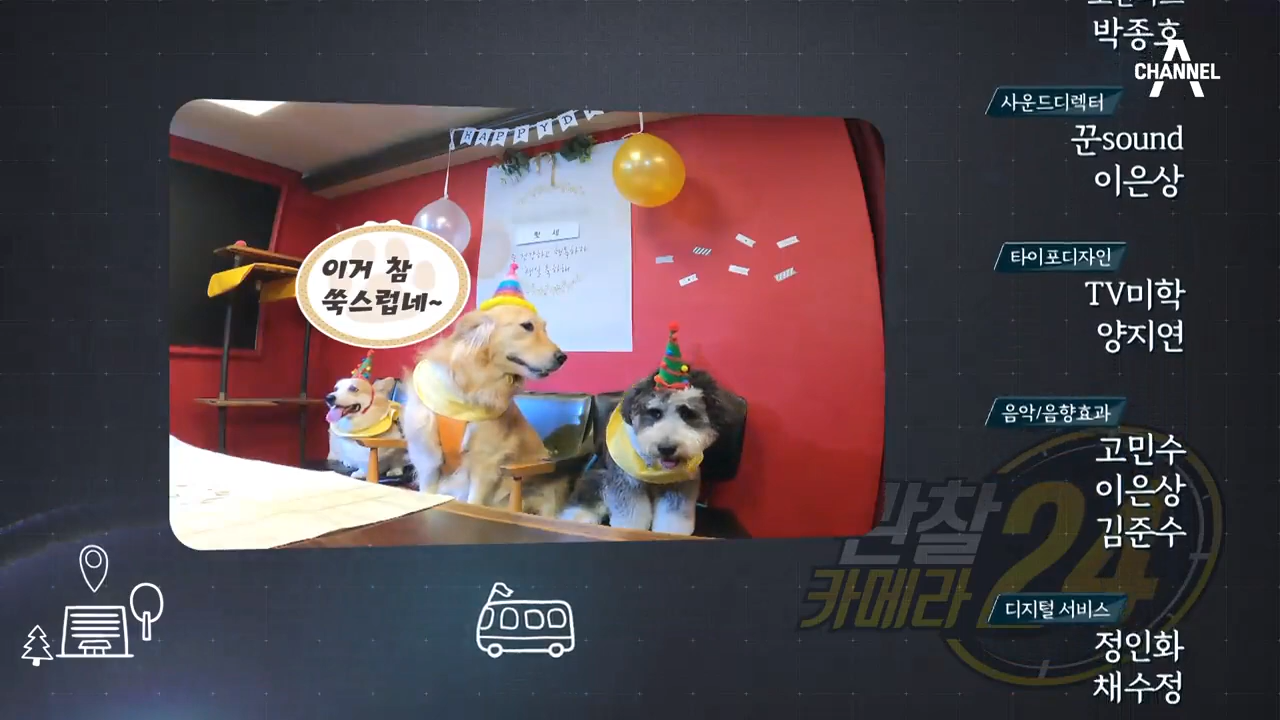 박종호
CHANNEL A
사운드디렉터
꾼sound
이은상
타이포디자인
TV미학
양지연
음악/음향효과
고민수
이은상
김준수
디지털 서비스
정인화
채수정
관찰
카메라 24
HAPPYD
이거 참
쑥스럽네~